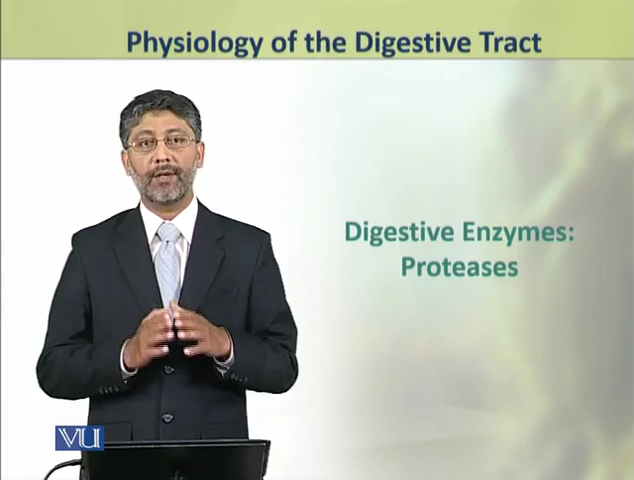 Physiology of the Digestive Tract
Digestive Enzymes:
Proteases
VU